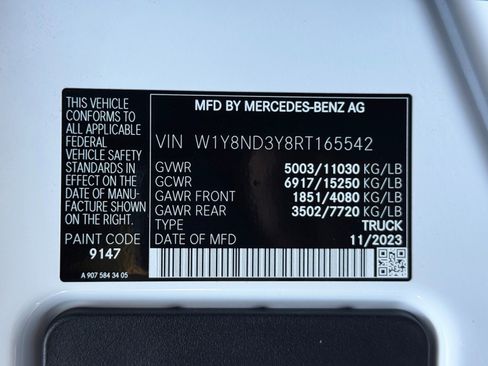 THIS VEHICLE
CONFORMS TO
ALL APPLICABLE
FEDERAL
VEHICLE SAFETY
STANDARDS IN
EFFECT ON THE
DATE OF MANU-
FACTURE SHOWN
ABOVE
PAINT CODE
9147
A 907 584 34 05
MFD BY MERCEDES-BENZ AG
VIN W1Y8ND3Y8RT165542
GVWR 5003/11030 KG/LB
GCWR 6917/15250 KG/LB
GAWR FRONT 1851/4080 KG/LB
GAWR REAR 3502/7720 KG/LB
TYPE TRUCK
DATE OF MFD 11/2023